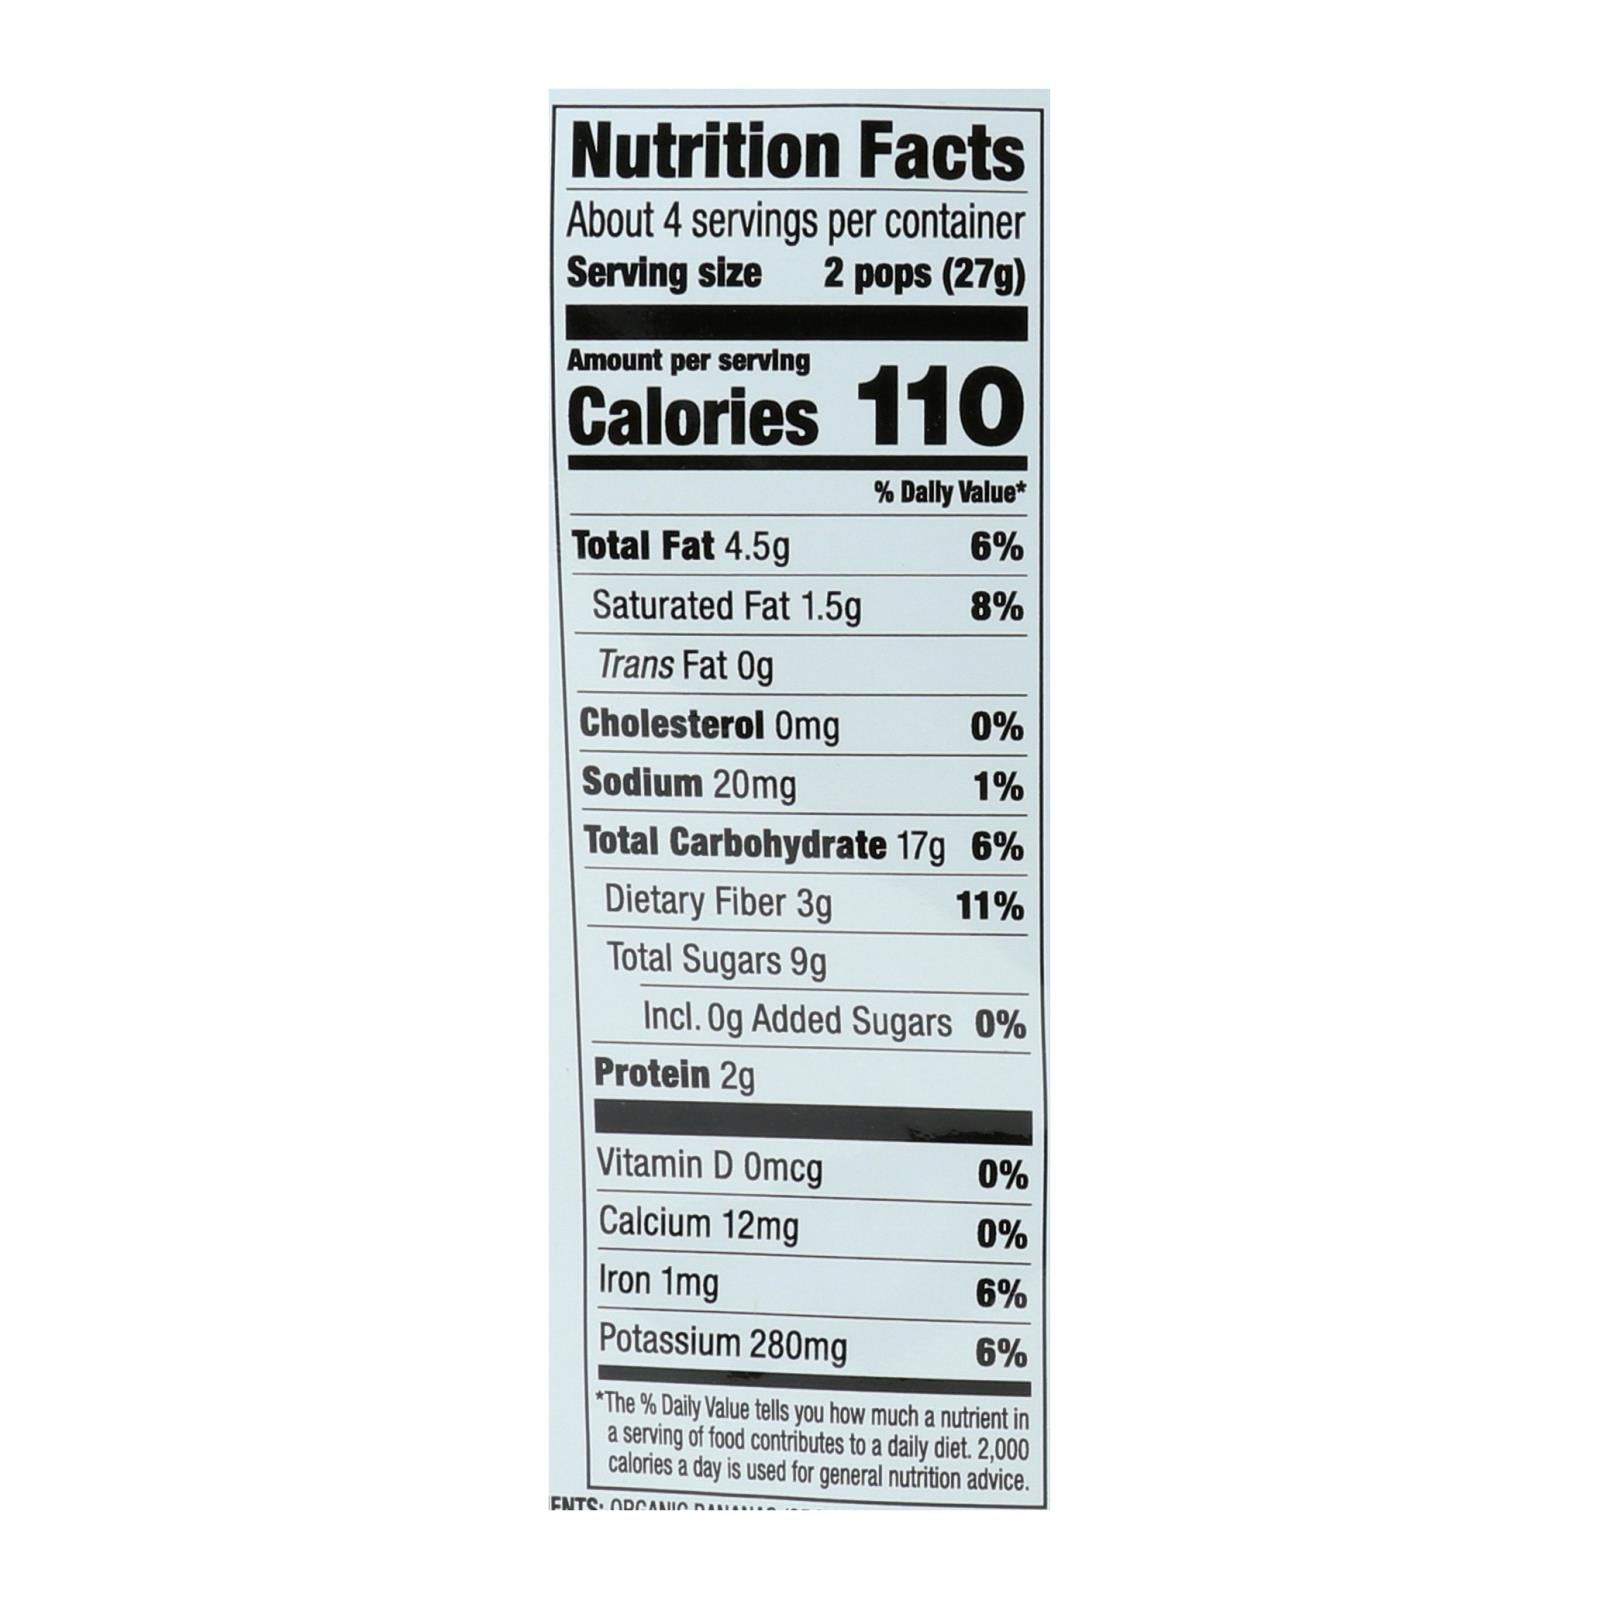 Nutrition Facts
About 4 servings per container
Serving size 2 pops (27g)
Amount per serving
Calories 110
% Daily Value*
Total Fat 4.5g 6%
Saturated Fat 1.5g 8%
Trans Fat 0g
Cholesterol 0mg 0%
Sodium 20mg 1%
Total Carbohydrate 17g 6%
Dietary Fiber 3g 11%
Total Sugars 9g
Incl. 0g Added Sugars 0%
Protein 2g
Vitamin D 0mcg 0%
Calcium 12mg 0%
Iron 1mg 6%
Potassium 280mg 6%
*The % Daily Value tells you how much a nutrient in
a serving of food contributes to a daily diet. 2,000
calories a day is used for general nutrition advice.
ENTS: ORGANIC BANANAS